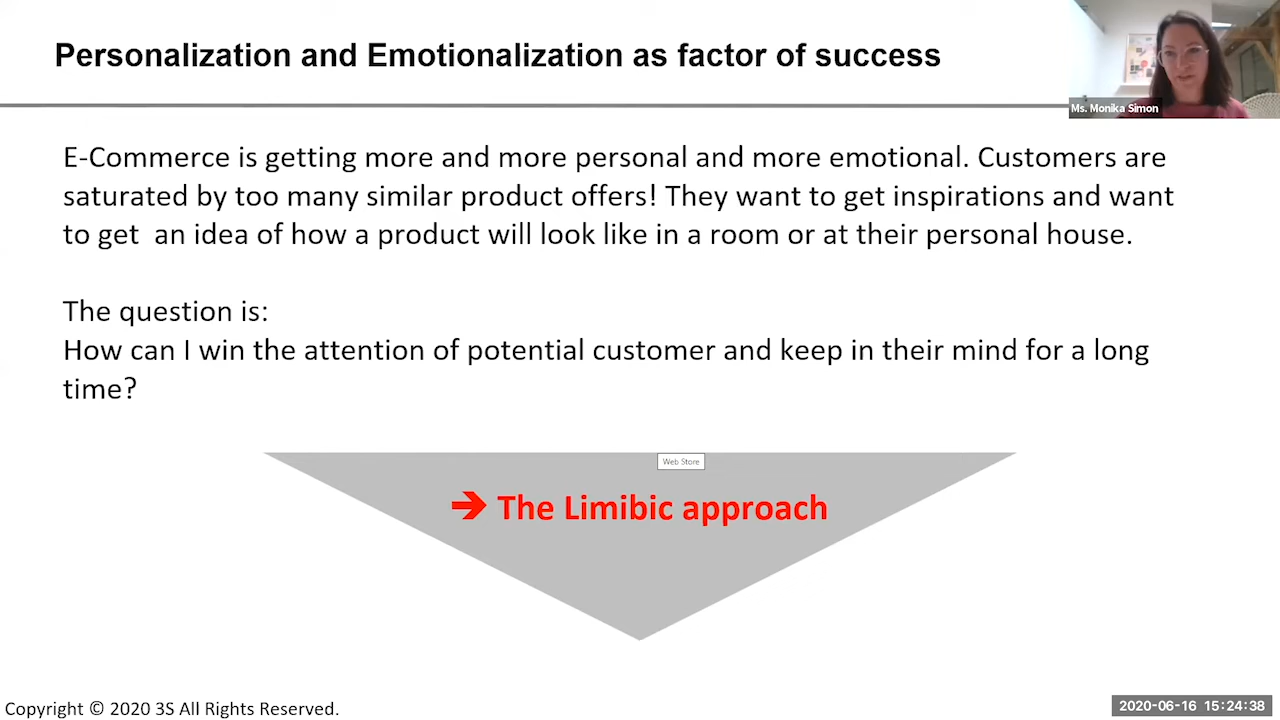 Personalization and Emotionalization as factor of success
Ms. Monika Simon
E-Commerce is getting more and more personal and more emotional. Customers are
saturated by too many similar product offers! They want to get inspirations and want
to get  an idea of how a product will look like in a room or at their personal house.
The question is:
How can I win the attention of potential customer and keep in their mind for a long
time?
Web Store
➔ The Limibic approach
Copyright © 2020 3S All Rights Reserved.
2020-06-16 15:24:38